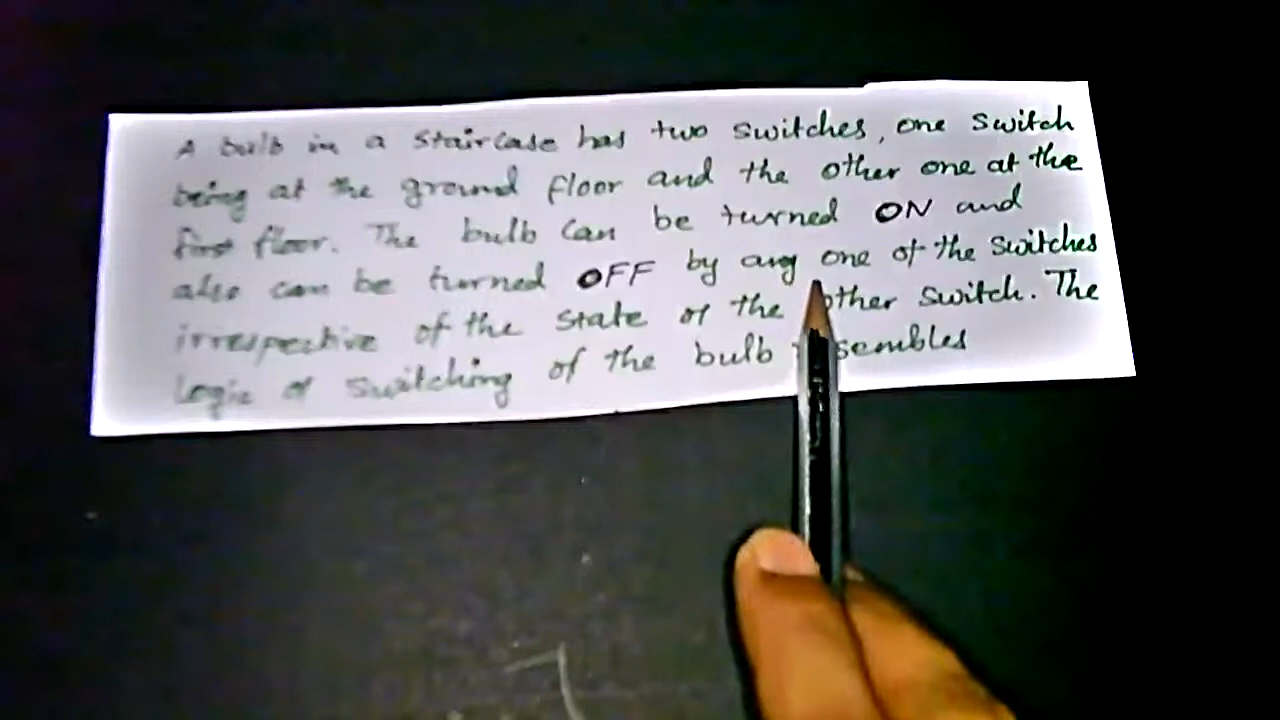 A bulb in a staircase has two switches, one switch
being at the ground floor and the other one at the
first floor. The bulb can be turned ON and
also can be turned OFF by any one of the switches
irrespective of the state of the other switch. The
logic of switching of the bulb resembles